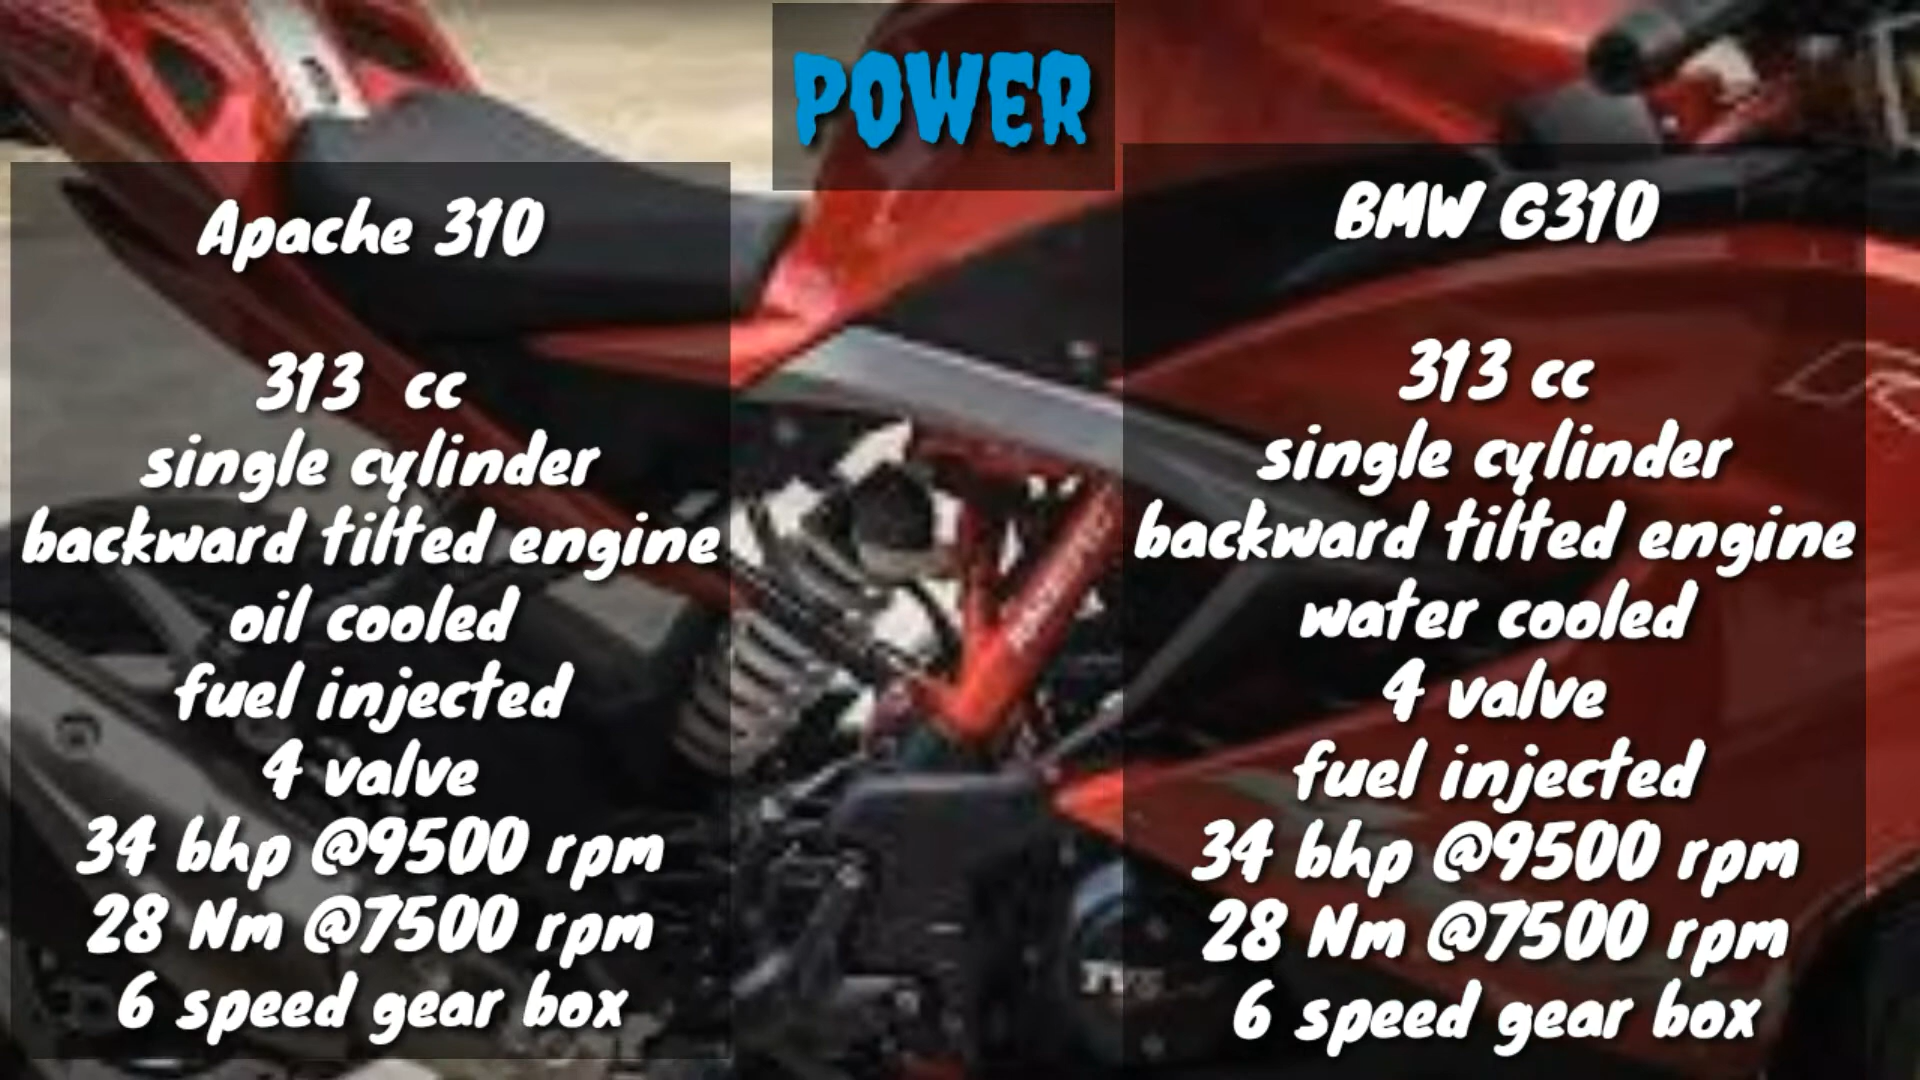 POWER
Apache 310
313 cc
single cylinder
backward tilted engine
oil cooled
fuel injected
4 valve
34 bhp @9500 rpm
28 Nm @7500 rpm
6 speed gear box
BMW G310
313 cc
single cylinder
backward tilted engine
water cooled
4 valve
fuel injected
34 bhp @9500 rpm
28 Nm @7500 rpm
6 speed gear box
TVS